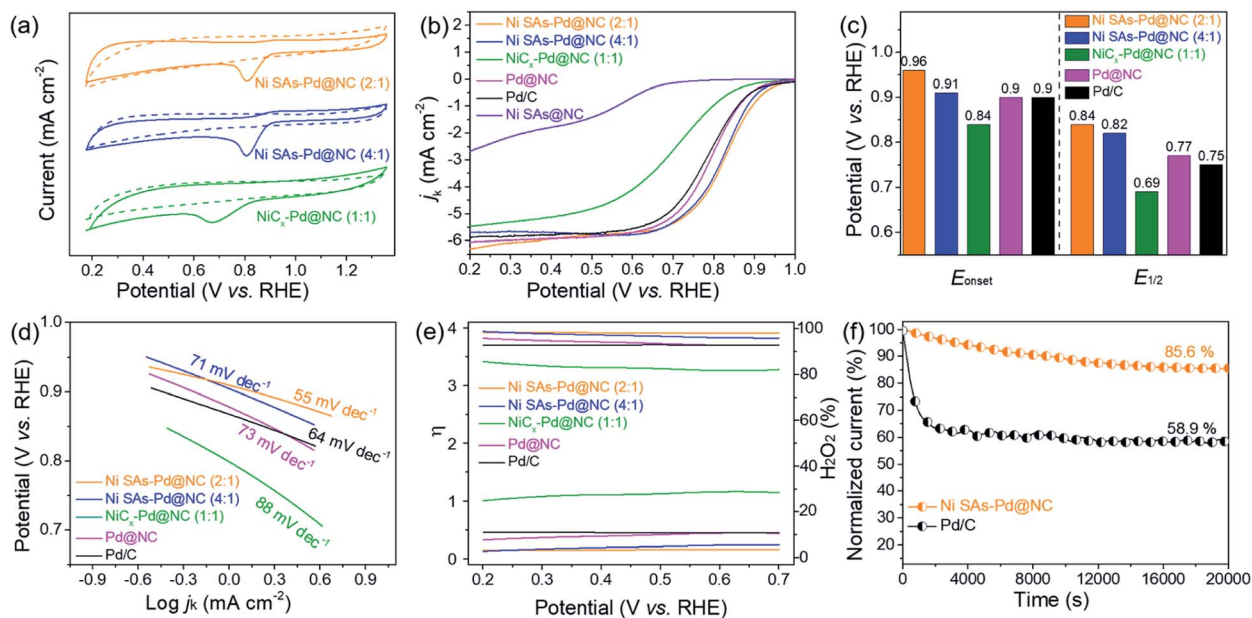 (a)
Current (mA cm⁻²)
Ni SAs-Pd@NC (2:1)
Ni SAs-Pd@NC (4:1)
NiCₓ-Pd@NC (1:1)
0.2 0.4 0.6 0.8 1.0 1.2
Potential (V vs. RHE)
(b)
Ni SAs-Pd@NC (2:1)
Ni SAs-Pd@NC (4:1)
NiCₓ-Pd@NC (1:1)
Pd@NC
Pd/C
Ni SAs@NC
jₖ (mA cm⁻²)
0
-1
-2
-3
-4
-5
-6
0.2 0.3 0.4 0.5 0.6 0.7 0.8 0.9 1.0
Potential (V vs. RHE)
(c)
Ni SAs-Pd@NC (2:1)
Ni SAs-Pd@NC (4:1)
NiCₓ-Pd@NC (1:1)
Pd@NC
Pd/C
Potential (V vs. RHE)
1.0
0.9
0.8
0.7
0.6
0.96 0.91 0.84 0.9 0.9 0.84 0.82 0.69 0.77 0.75
Eonset E1/2
(d)
Potential (V vs. RHE)
1.0
0.9
0.8
0.7
71 mV dec⁻¹
55 mV dec⁻¹
64 mV dec⁻¹
73 mV dec⁻¹
88 mV dec⁻¹
Ni SAs-Pd@NC (2:1)
Ni SAs-Pd@NC (4:1)
NiCₓ-Pd@NC (1:1)
Pd@NC
Pd/C
-0.9 -0.6 -0.3 0.0 0.3 0.6 0.9
Log jₖ (mA cm⁻²)
(e)
η
4
3
2
1
0
Ni SAs-Pd@NC (2:1)
Ni SAs-Pd@NC (4:1)
NiCₓ-Pd@NC (1:1)
Pd@NC
Pd/C
100
80
60
40
20
0
H₂O₂ (%)
0.2 0.3 0.4 0.5 0.6 0.7
Potential (V vs. RHE)
(f)
Normalized current (%)
100
90
80
70
60
50
40
30
20
10
85.6 %
58.9 %
Ni SAs-Pd@NC
Pd/C
0 4000 8000 12000 16000 20000
Time (s)